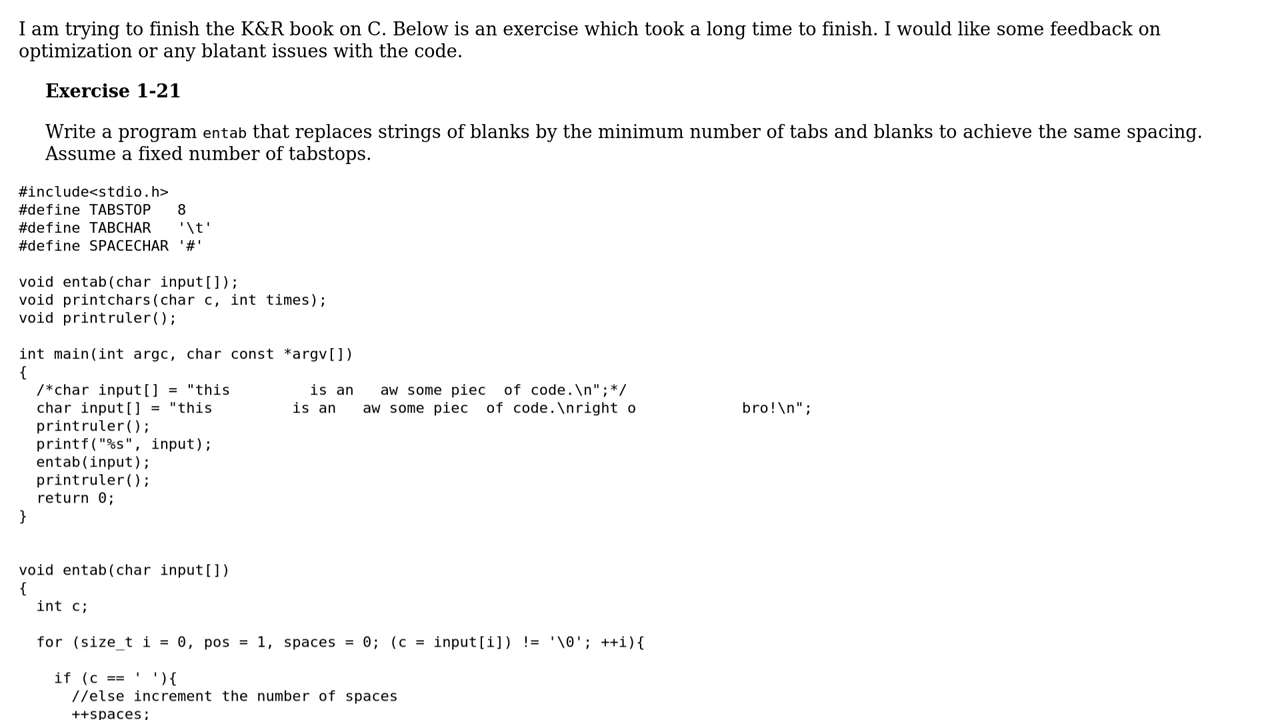 I am trying to finish the K&R book on C. Below is an exercise which took a long time to finish. I would like some feedback on
optimization or any blatant issues with the code.
Exercise 1-21
Write a program entab that replaces strings of blanks by the minimum number of tabs and blanks to achieve the same spacing.
Assume a fixed number of tabstops.
#include<stdio.h>
#define TABSTOP   8
#define TABCHAR   '\t'
#define SPACECHAR '#'
void entab(char input[]);
void printchars(char c, int times);
void printruler();
int main(int argc, char const *argv[])
{
  /*char input[] = "this         is an   aw some piec  of code.\n";*/
  char input[] = "this         is an   aw some piec  of code.\nright o            bro!\n";
  printruler();
  printf("%s", input);
  entab(input);
  printruler();
  return 0;
}
void entab(char input[])
{
  int c;
  for (size_t i = 0, pos = 1, spaces = 0; (c = input[i]) != '\0'; ++i){
    if (c == ' '){
      //else increment the number of spaces
      ++spaces;